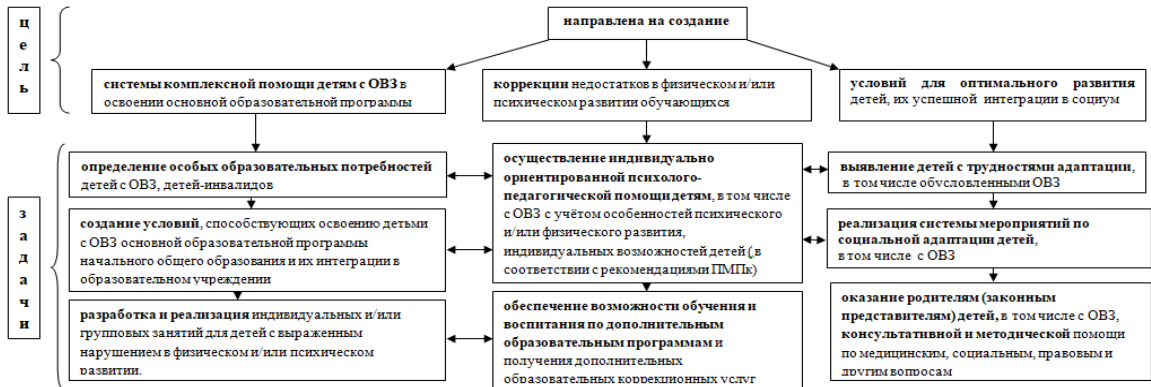 цель
направлена на создание
системы комплексной помощи детям с ОВЗ в
освоении основной образовательной программы
коррекции недостатков в физическом и/или
психическом развитии обучающихся
условий для оптимального развития
детей, их успешной интеграции в социум
задачи
определение особых образовательных потребностей
детей с ОВЗ, детей-инвалидов
осуществление индивидуально
ориентированной психолого-
педагогической помощи детям, в том числе
с ОВЗ с учётом особенностей психического
и/или физического развития,
индивидуальных возможностей детей (,в
соответствии с рекомендациями ПМПк)
выявление детей с трудностями адаптации,
в том числе обусловленными ОВЗ
создание условий, способствующих освоению детьми
с ОВЗ основной образовательной программы
начального общего образования и их интеграции в
образовательном учреждении
реализация системы мероприятий по
социальной адаптации детей,
в том числе с ОВЗ
разработка и реализация индивидуальных и/или
групповых занятий для детей с выраженным
нарушением в физическом и/или психическом
развитии.
обеспечение возможности обучения и
воспитания по дополнительным
образовательным программам и
получения дополнительных
образовательных коррекционных услуг
оказание родителям (законным
представителям) детей, в том числе с ОВЗ,
консультативной и методической помощи
по медицинским, социальным, правовым и
другим вопросам